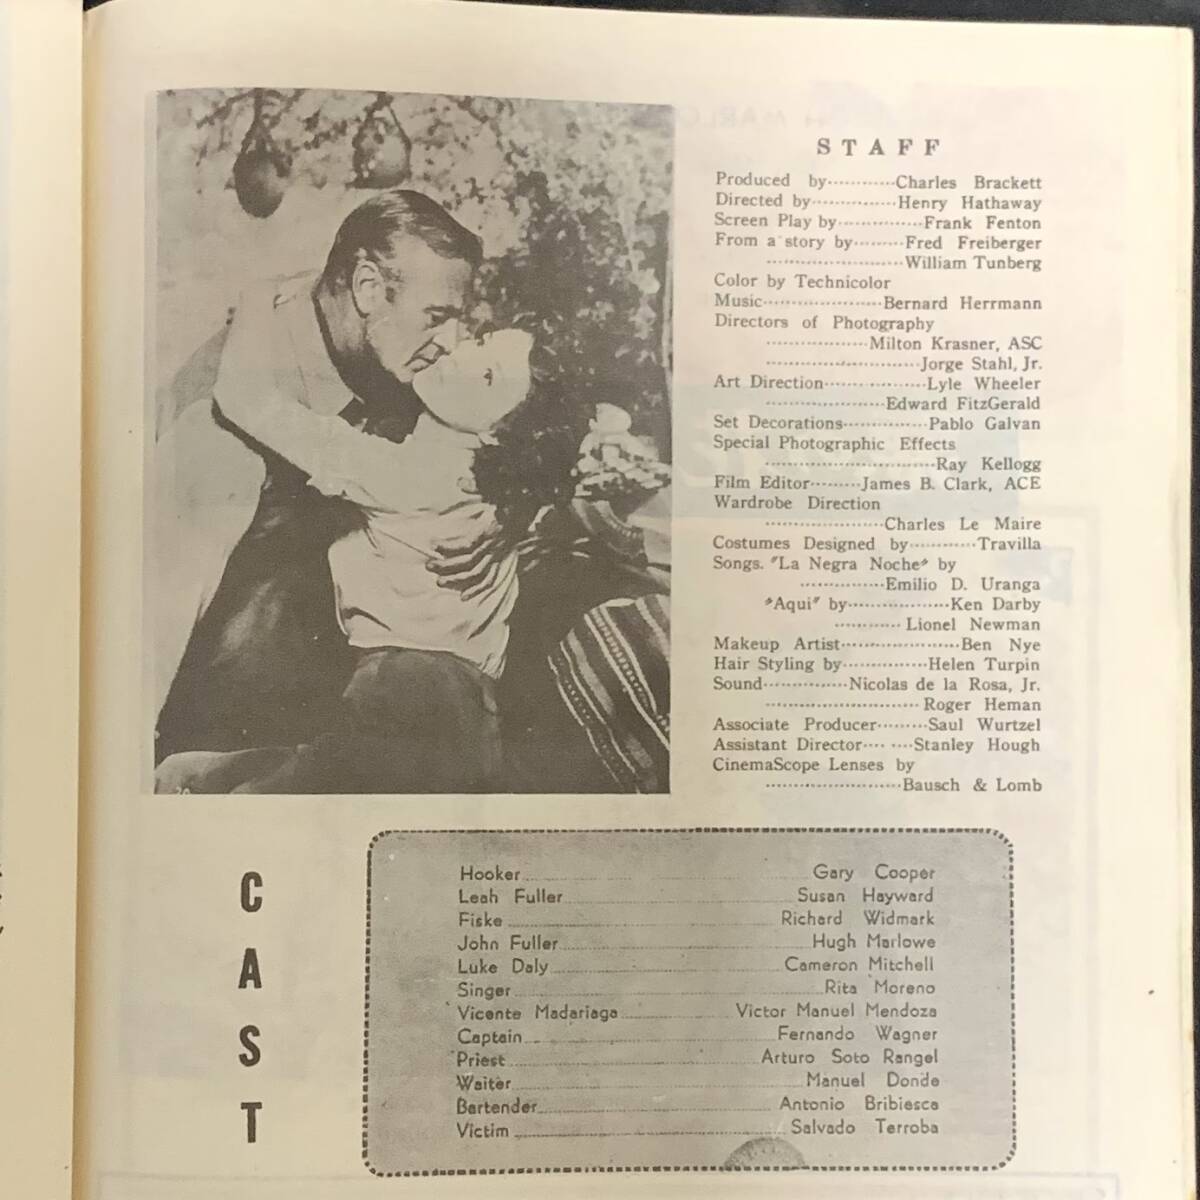 STAFF
Produced by············Charles Brackett
Directed by···············Henry Hathaway
Screen Play by···············Frank Fenton
From a story by·········Fred Freiberger
························William Tunberg
Color by Technicolor
Music·····················Bernard Herrmann
Directors of Photography
··················Milton Krasner, ASC
···························Jorge Stahl, Jr.
Art Direction··················Lyle Wheeler
·····················Edward FitzGerald
Set Decorations···············Pablo Galvan
Special Photographic Effects
······························Ray Kellogg
Film Editor·········James B. Clark, ACE
Wardrobe Direction
·····················Charles Le Maire
Costumes Designed by············Travilla
Songs. "La Negra Noche" by
···············Emilio D. Uranga
"Aqui" by··················Ken Darby
············ Lionel Newman
Makeup Artist·····················Ben Nye
Hair Styling by···············Helen Turpin
Sound···············Nicolas de la Rosa, Jr.
··························· Roger Heman
Associate Producer·········Saul Wurtzel
Assistant Director···· ····Stanley Hough
CinemaScope Lenses by
························Bausch & Lomb
CAST
Hooker Gary Cooper
Leah Fuller Susan Hayward
Fiske Richard Widmark
John Fuller Hugh Marlowe
Luke Daly Cameron Mitchell
Singer Rita Moreno
Vicente Madariaga Victor Manuel Mendoza
Captain Fernando Wagner
Priest Arturo Soto Rangel
Waiter Manuel Donde
Bartender Antonio Bribiesca
Victim Salvado Terroba